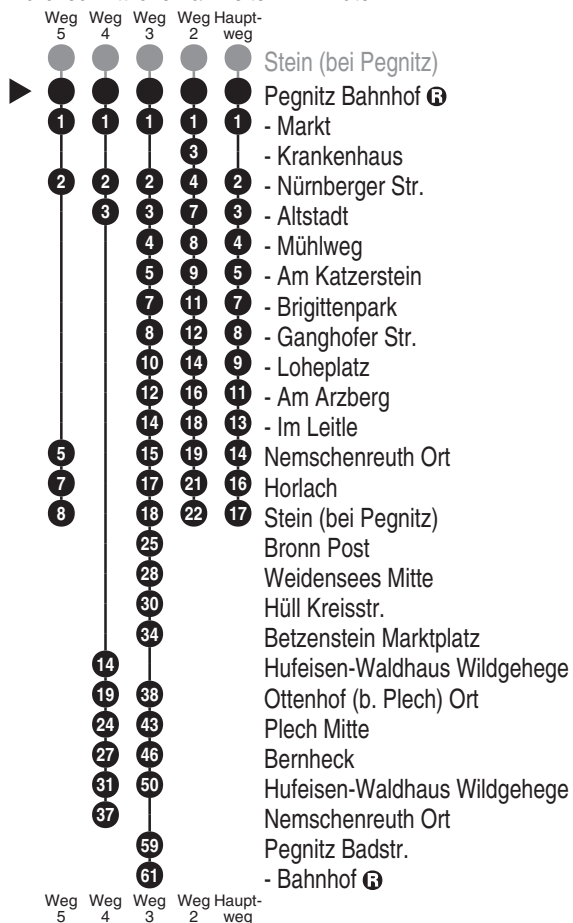 Weg Weg Weg Weg Haupt-
5 4 3 2 weg
Stein (bei Pegnitz)
Pegnitz Bahnhof R
1 1 1 1 1 - Markt
3 - Krankenhaus
2 2 2 4 2 - Nürnberger Str.
3 3 7 3 - Altstadt
4 8 4 - Mühlweg
5 9 5 - Am Katzerstein
7 11 7 - Brigittenpark
8 12 8 - Ganghofer Str.
10 14 9 - Loheplatz
12 16 11 - Am Arzberg
14 18 13 - Im Leitle
5 15 19 14 Nemschenreuth Ort
7 17 21 16 Horlach
8 18 22 17 Stein (bei Pegnitz)
25 Bronn Post
28 Weidensees Mitte
30 Hüll Kreisstr.
34 Betzenstein Marktplatz
14 Hufeisen-Waldhaus Wildgehege
19 38 Ottenhof (b. Plech) Ort
24 43 Plech Mitte
27 46 Bernheck
31 50 Hufeisen-Waldhaus Wildgehege
37 Nemschenreuth Ort
59 Pegnitz Badstr.
61 - Bahnhof R
Weg Weg Weg Weg Haupt-
5 4 3 2 weg